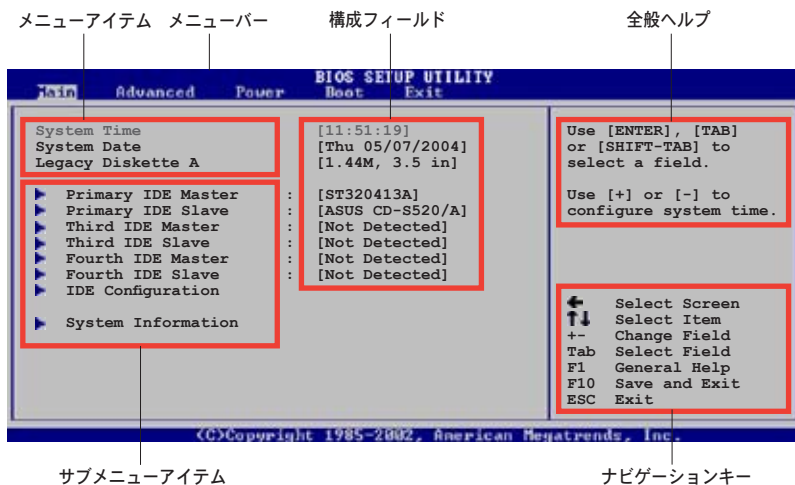 メニューアイテム メニューバー 構成フィールド 全般ヘルプ
BIOS SETUP UTILITY
Main Advanced Power Boot Exit
System Time [11:51:19]
System Date [Thu 05/07/2004]
Legacy Diskette A [1.44M, 3.5 in]
Primary IDE Master : [ST320413A]
Primary IDE Slave : [ASUS CD-S520/A]
Third IDE Master : [Not Detected]
Third IDE Slave : [Not Detected]
Fourth IDE Master : [Not Detected]
Fourth IDE Slave : [Not Detected]
IDE Configuration
System Information
Use [ENTER], [TAB]
or [SHIFT-TAB] to
select a field.
Use [+] or [-] to
configure system time.
← Select Screen
↑↓ Select Item
+- Change Field
Tab Select Field
F1 General Help
F10 Save and Exit
ESC Exit
(C)Copyright 1985-2002, American Megatrends, Inc.
サブメニューアイテム ナビゲーションキー